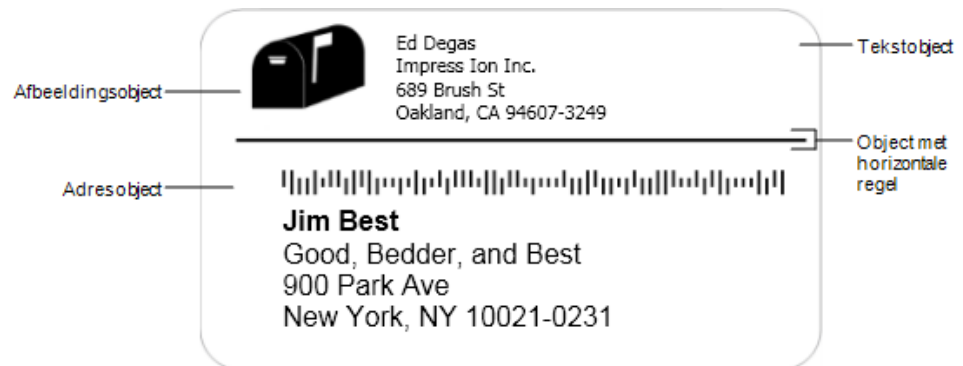 Ed Degas
Impress Ion Inc.
689 Brush St
Oakland, CA 94607-3249
Tekstobject
Afbeeldingsobject
Object met
horizontale
regel
Adresobject
Jim Best
Good, Bedder, and Best
900 Park Ave
New York, NY 10021-0231